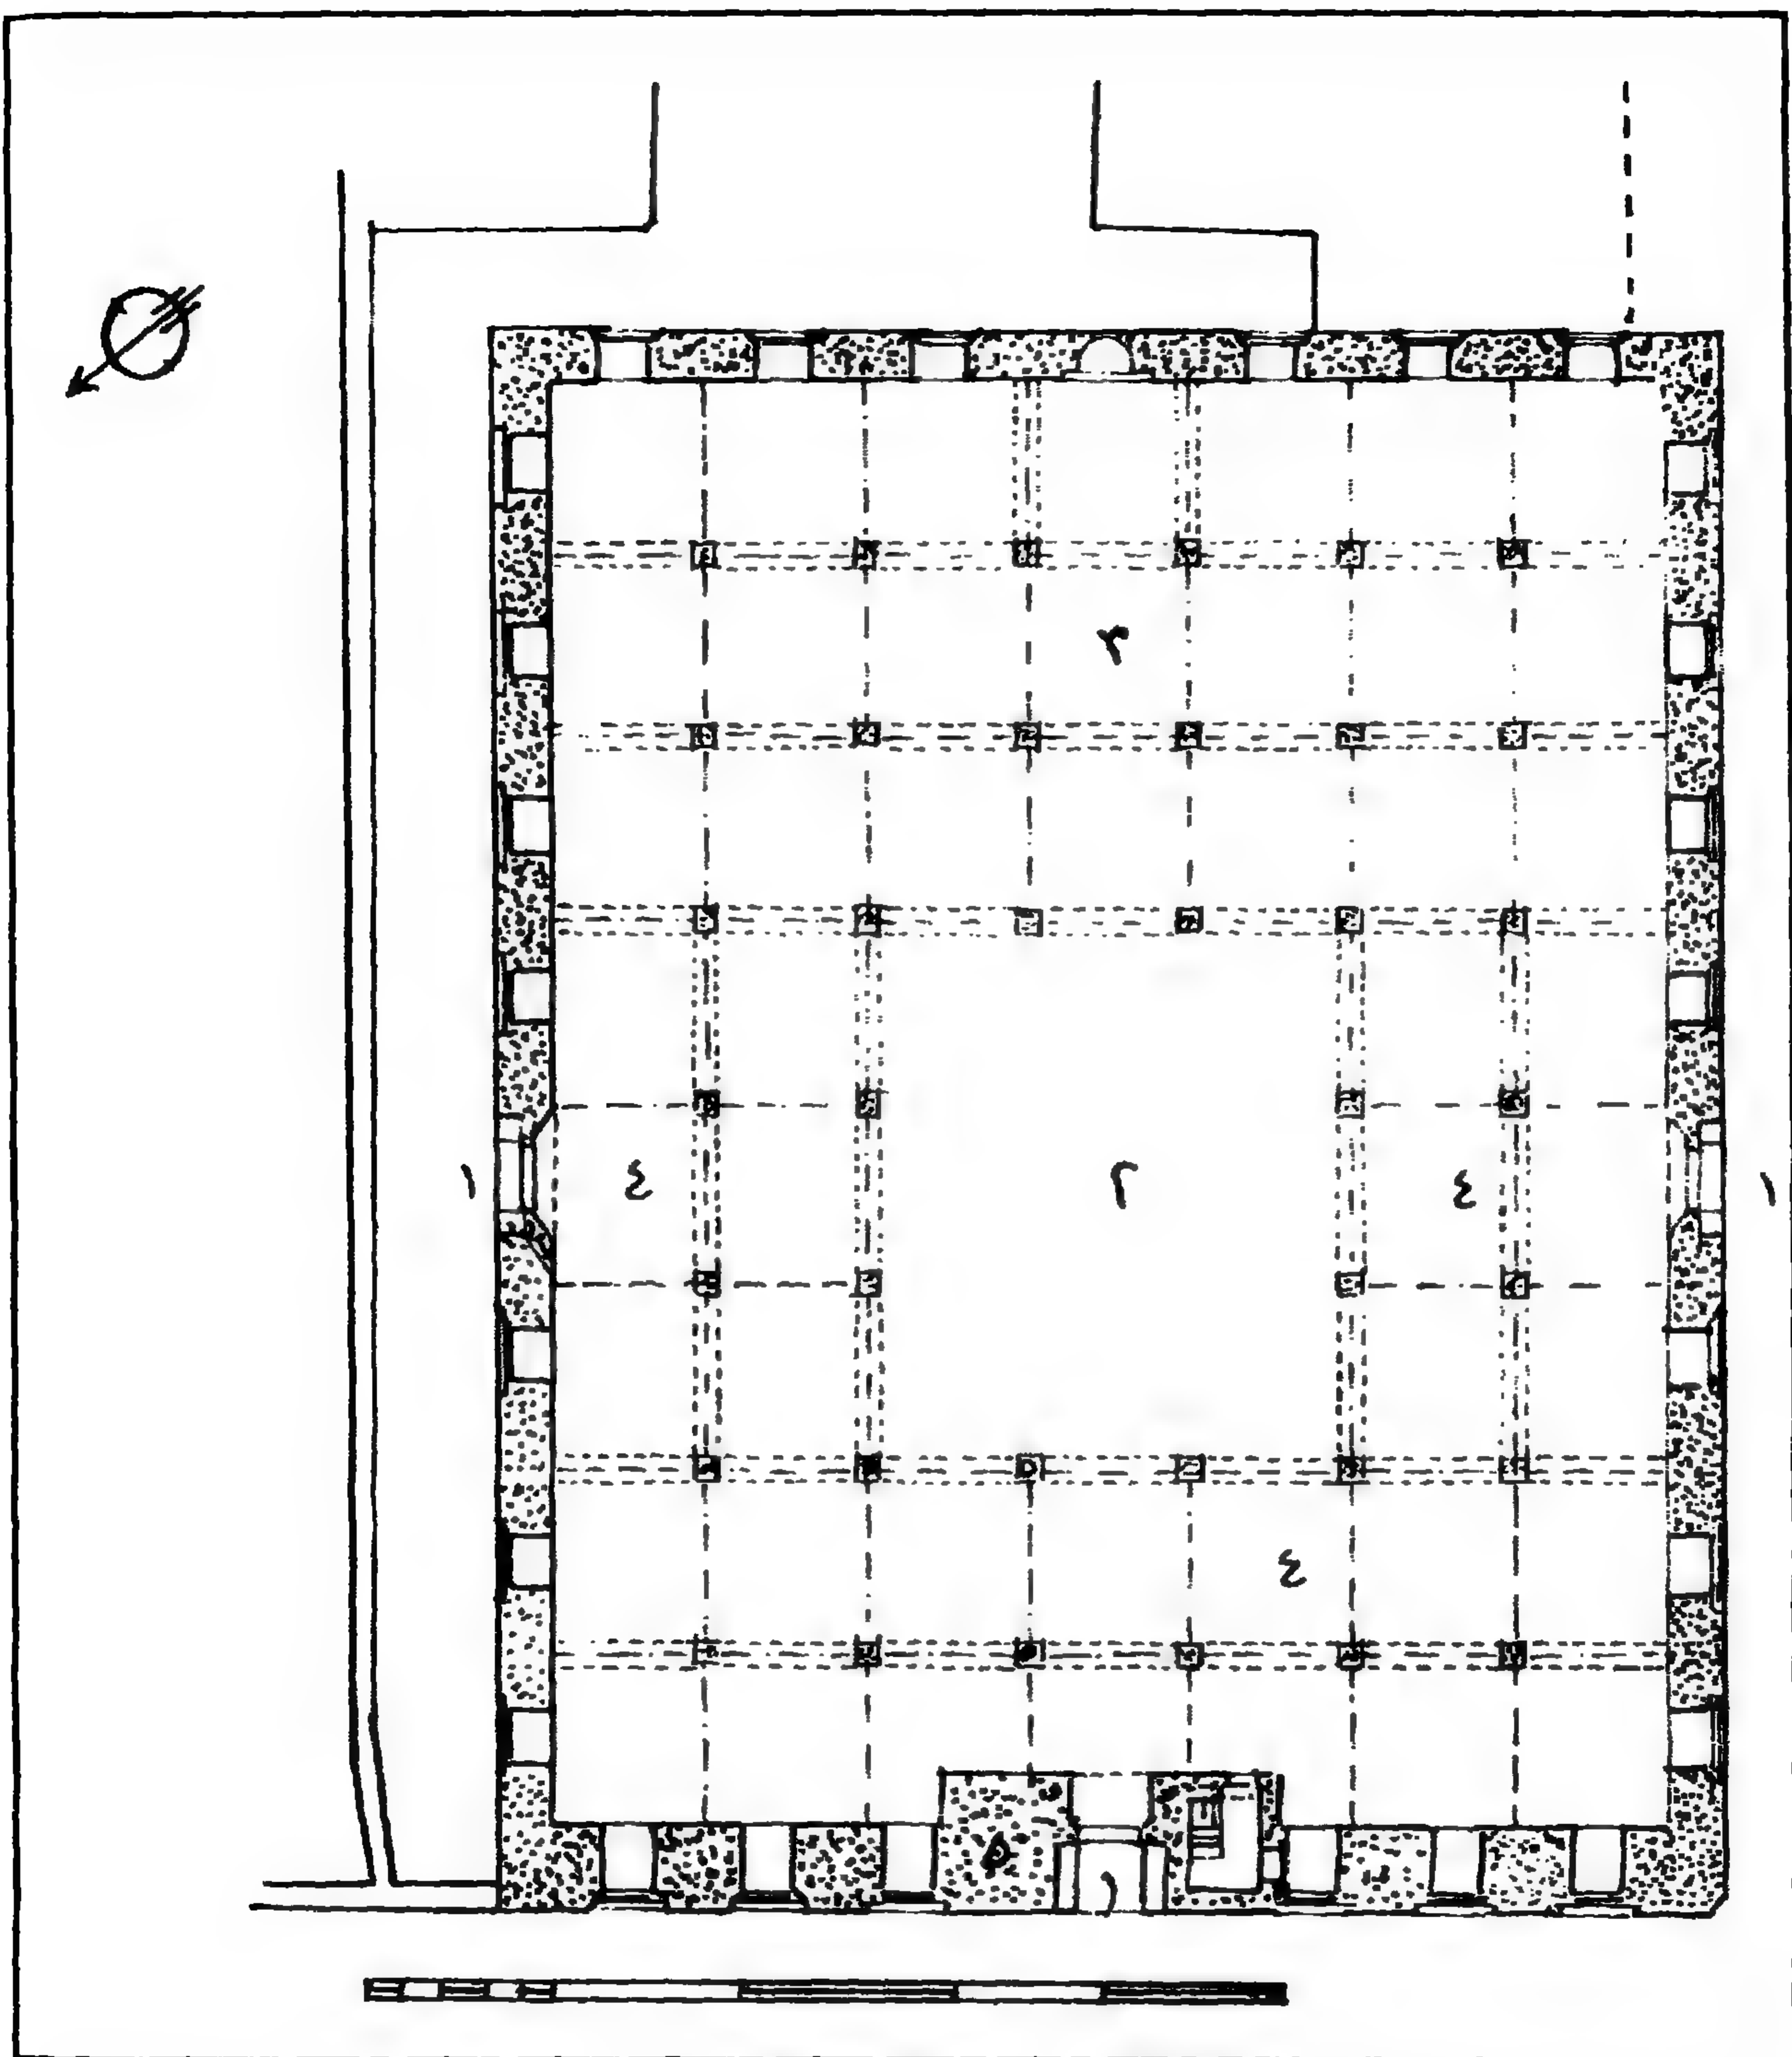 ٣
١ ٤ ٢ ٤ ١
٤
٥ ١